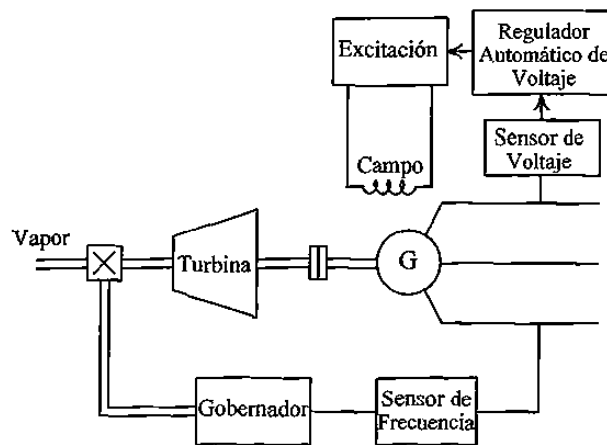 Excitación
Regulador
Automático de
Voltaje
Sensor de
Voltaje
Campo
Vapor
Turbina
G
Gobernador
Sensor de
Frecuencia